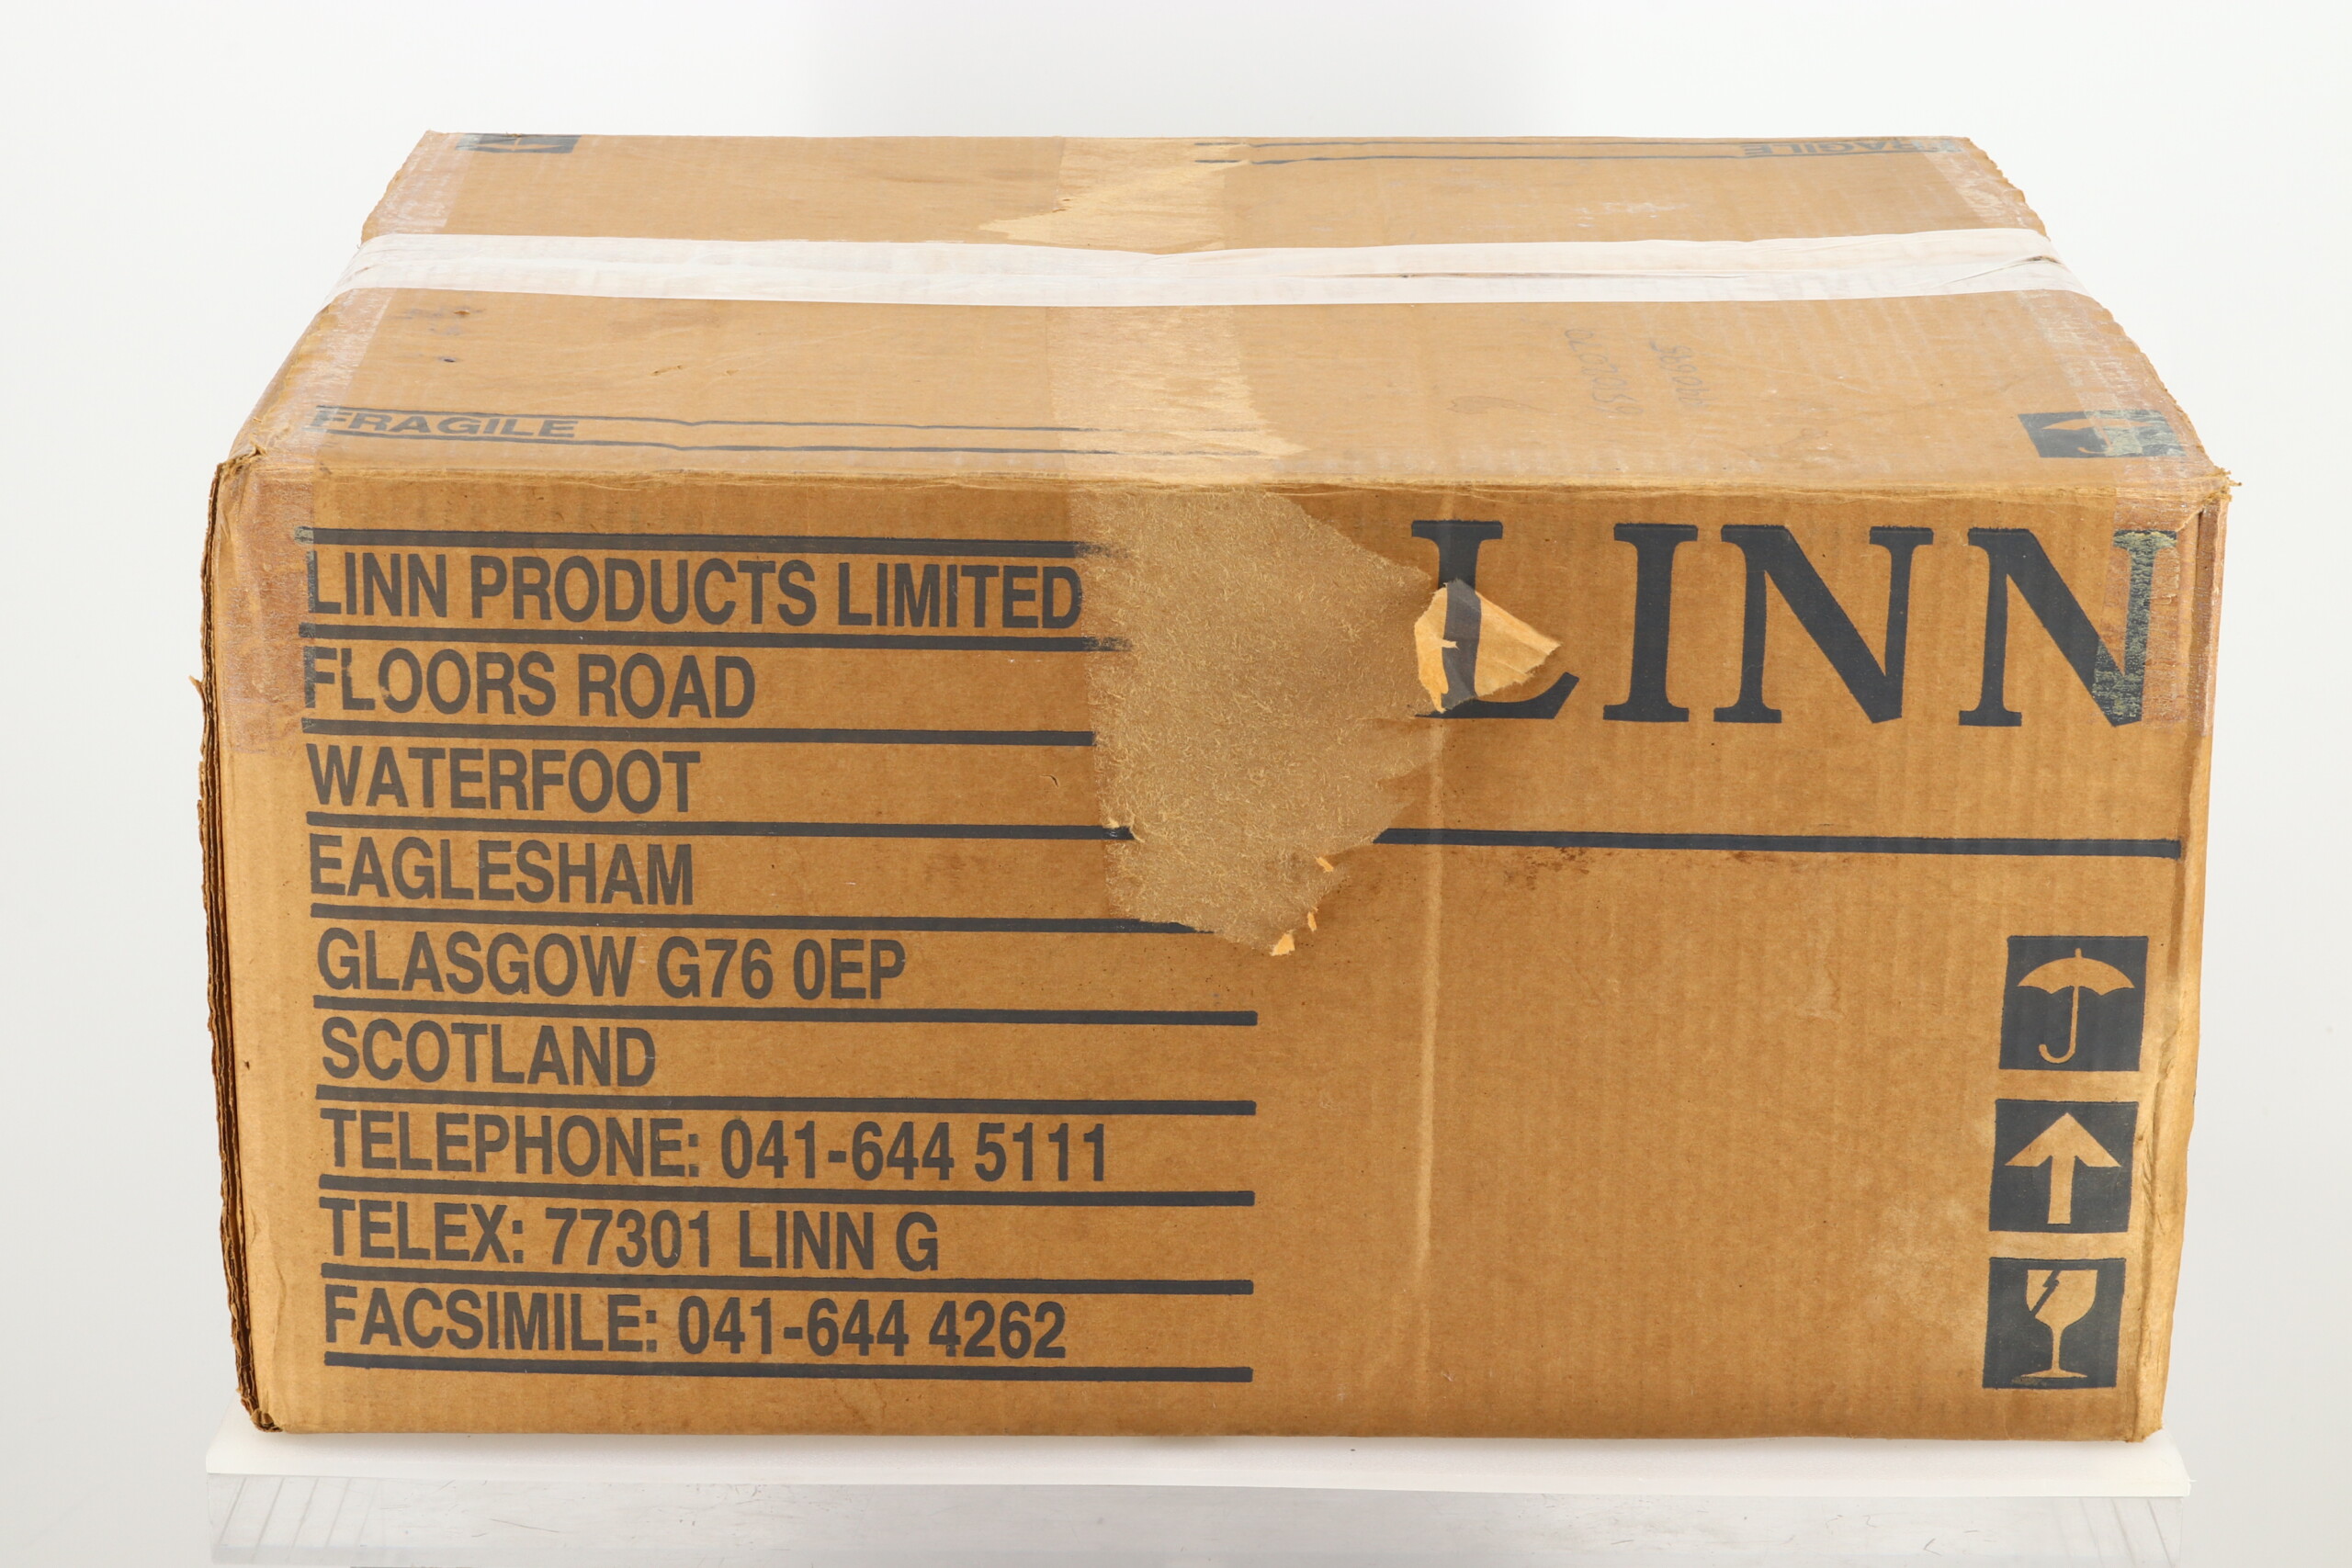 FRAGILE
FRAGILE
LINN PRODUCTS LIMITED
FLOORS ROAD
WATERFOOT
EAGLESHAM
GLASGOW G76 0EP
SCOTLAND
TELEPHONE: 041-644 5111
TELEX: 77301 LINN G
FACSIMILE: 041-644 4262
LINN